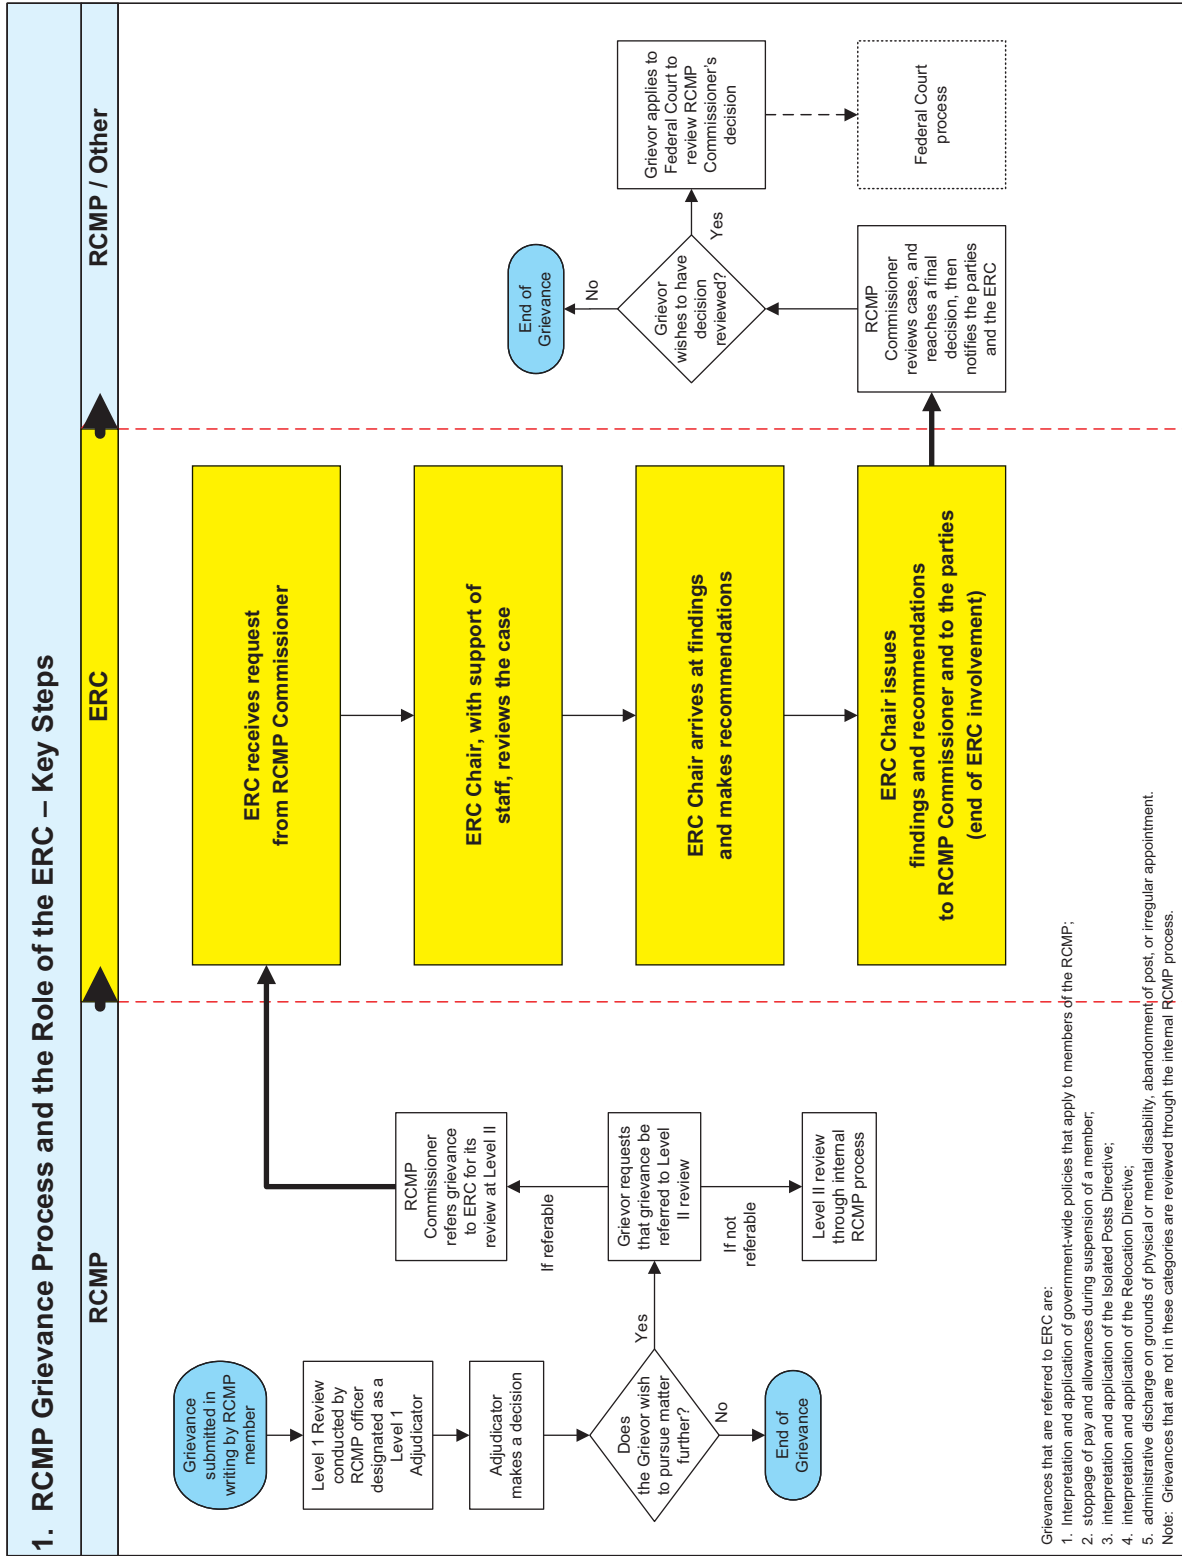 1. RCMP Grievance Process and the Role of the ERC – Key Steps
RCMP
ERC
RCMP / Other
Grievance
submitted in
writing by RCMP
member
Level 1 Review
conducted by
RCMP officer
designated as a
Level 1
Adjudicator
Adjudicator
makes a decision
Does
the Grievor wish
to pursue matter
further?
Yes
No
End of
Grievance
RCMP
Commissioner
refers grievance
to ERC for its
review at Level II
If referable
Grievor requests
that grievance be
referred to Level
II review
If not
referable
Level II review
through internal
RCMP process
ERC receives request
from RCMP Commissioner
ERC Chair, with support of
staff, reviews the case
ERC Chair arrives at findings
and makes recommendations
ERC Chair issues
findings and recommendations
to RCMP Commissioner and to the parties
(end of ERC involvement)
End of
Grievance
No
Grievor
wishes to have
decision
reviewed?
Yes
RCMP
Commissioner
reviews case, and
reaches a final
decision, then
notifies the parties
and the ERC
Grievor applies to
Federal Court to
review RCMP
Commissioner's
decision
Federal Court
process
Grievances that are referred to ERC are:
1. Interpretation and application of government-wide policies that apply to members of the RCMP;
2. stoppage of pay and allowances during suspension of a member;
3. interpretation and application of the Isolated Posts Directive;
4. interpretation and application of the Relocation Directive;
5. administrative discharge on grounds of physical or mental disability, abandonment of post, or irregular appointment.
Note: Grievances that are not in these categories are reviewed through the internal RCMP process.